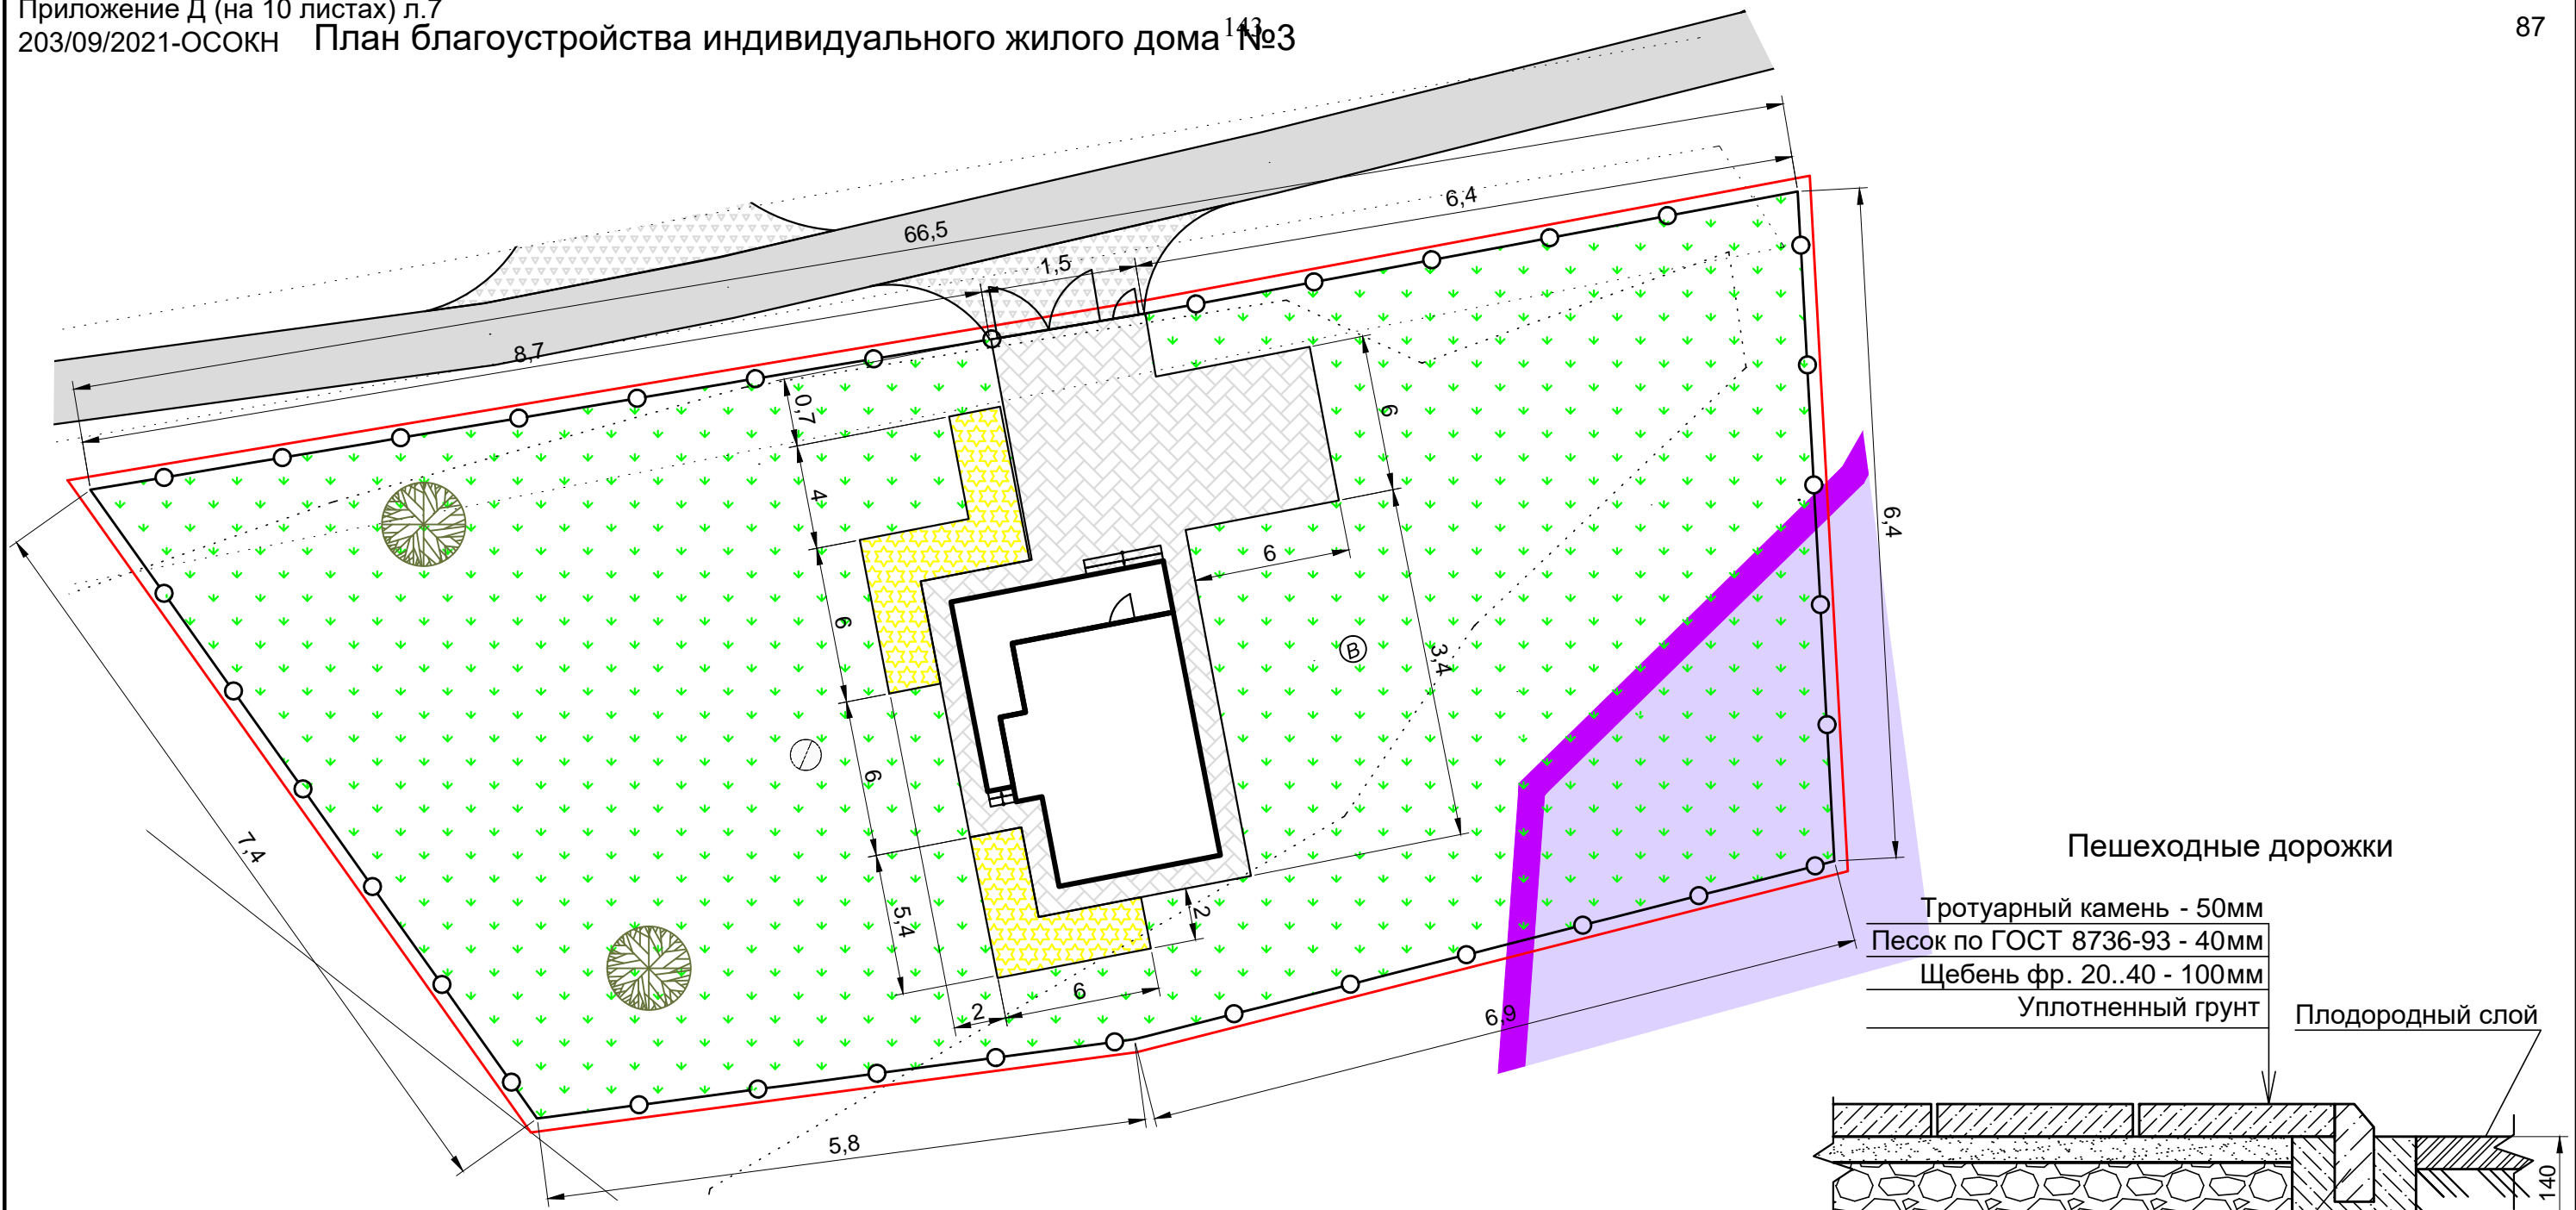 Приложение Д (на 10 листах) л.7
203/09/2021-ОСОКН
План благоустройства индивидуального жилого дома №3
143
87
66,5
6,4
1,5
8,7
0,7
4
6
6
5,4
6
6
3,4
В
6,4
7,4
2
2
6
6,9
5,8
Пешеходные дорожки
Тротуарный камень - 50мм
Песок по ГОСТ 8736-93 - 40мм
Щебень фр. 20..40 - 100мм
Уплотненный грунт
Плодородный слой
140